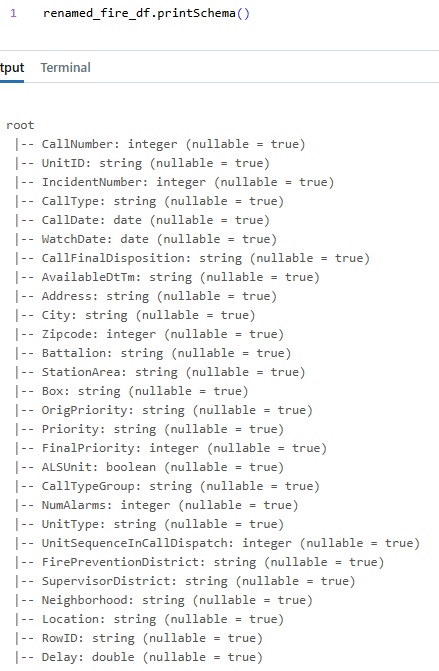 1 renamed_fire_df.printSchema()
tput Terminal
root
|-- CallNumber: integer (nullable = true)
|-- UnitID: string (nullable = true)
|-- IncidentNumber: integer (nullable = true)
|-- CallType: string (nullable = true)
|-- CallDate: date (nullable = true)
|-- WatchDate: date (nullable = true)
|-- CallFinalDisposition: string (nullable = true)
|-- AvailableDtTm: string (nullable = true)
|-- Address: string (nullable = true)
|-- City: string (nullable = true)
|-- Zipcode: integer (nullable = true)
|-- Battalion: string (nullable = true)
|-- StationArea: string (nullable = true)
|-- Box: string (nullable = true)
|-- OrigPriority: string (nullable = true)
|-- Priority: string (nullable = true)
|-- FinalPriority: integer (nullable = true)
|-- ALSUnit: boolean (nullable = true)
|-- CallTypeGroup: string (nullable = true)
|-- NumAlarms: integer (nullable = true)
|-- UnitType: string (nullable = true)
|-- UnitSequenceInCallDispatch: integer (nullable = true)
|-- FirePreventionDistrict: string (nullable = true)
|-- SupervisorDistrict: string (nullable = true)
|-- Neighborhood: string (nullable = true)
|-- Location: string (nullable = true)
|-- RowID: string (nullable = true)
|-- Delay: double (nullable = true)